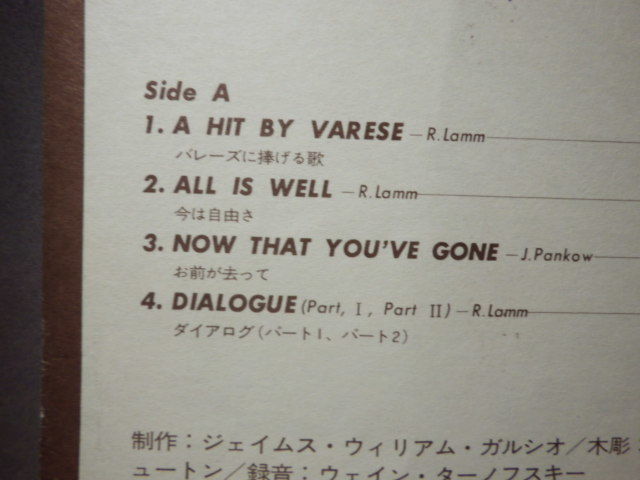 Side A
1. A HIT BY VARESE — R. Lamm
バレーズに捧げる歌
2. ALL IS WELL — R. Lamm
今は自由さ
3. NOW THAT YOU'VE GONE — J. Pankow
お前が去って
4. DIALOGUE (Part, I, Part II) — R. Lamm
ダイアログ(パート1、パート2)
制作：ジェイムス・ウィリアム・ガルシオ／木彫
ュートン／録音：ウェイン・ターノフスキー